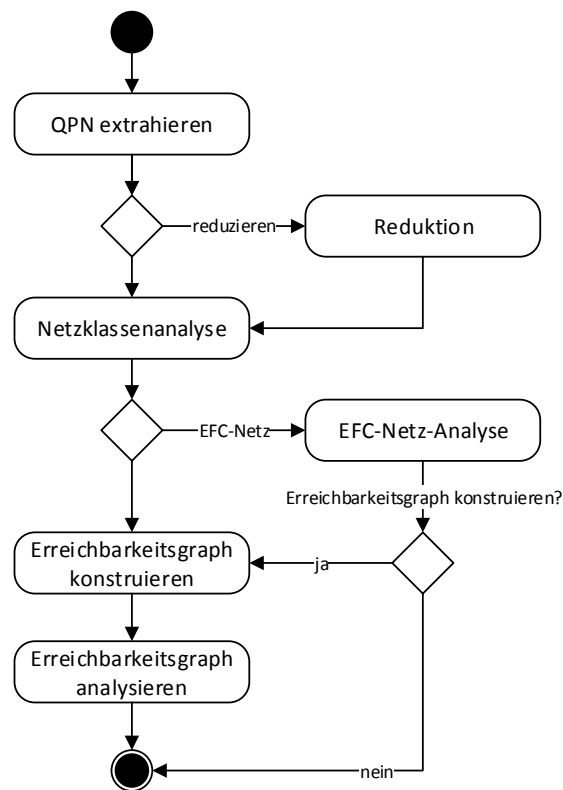 QPN extrahieren
reduzieren
Reduktion
Netzklassenanalyse
EFC-Netz
EFC-Netz-Analyse
Erreichbarkeitsgraph konstruieren?
Erreichbarkeitsgraph
konstruieren
ja
Erreichbarkeitsgraph
analysieren
nein